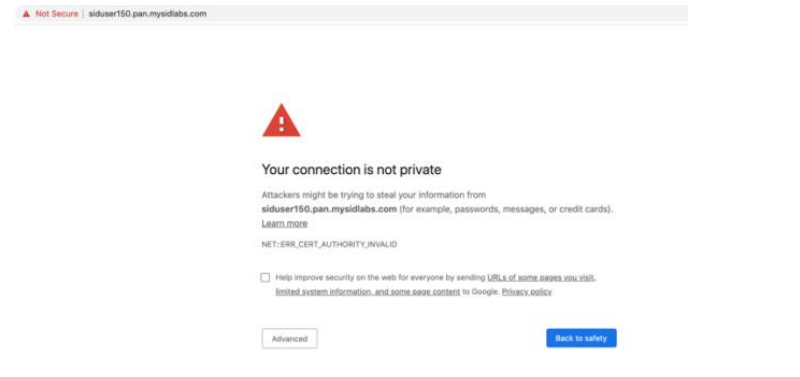 Not Secure | siduser150.pan.mysidlabs.com
Your connection is not private
Attackers might be trying to steal your information from
siduser150.pan.mysidlabs.com (for example, passwords, messages, or credit cards).
Learn more
NET::ERR_CERT_AUTHORITY_INVALID
Help improve security on the web for everyone by sending URLs of some pages you visit,
limited system information, and some page content to Google. Privacy policy
Advanced
Back to safety